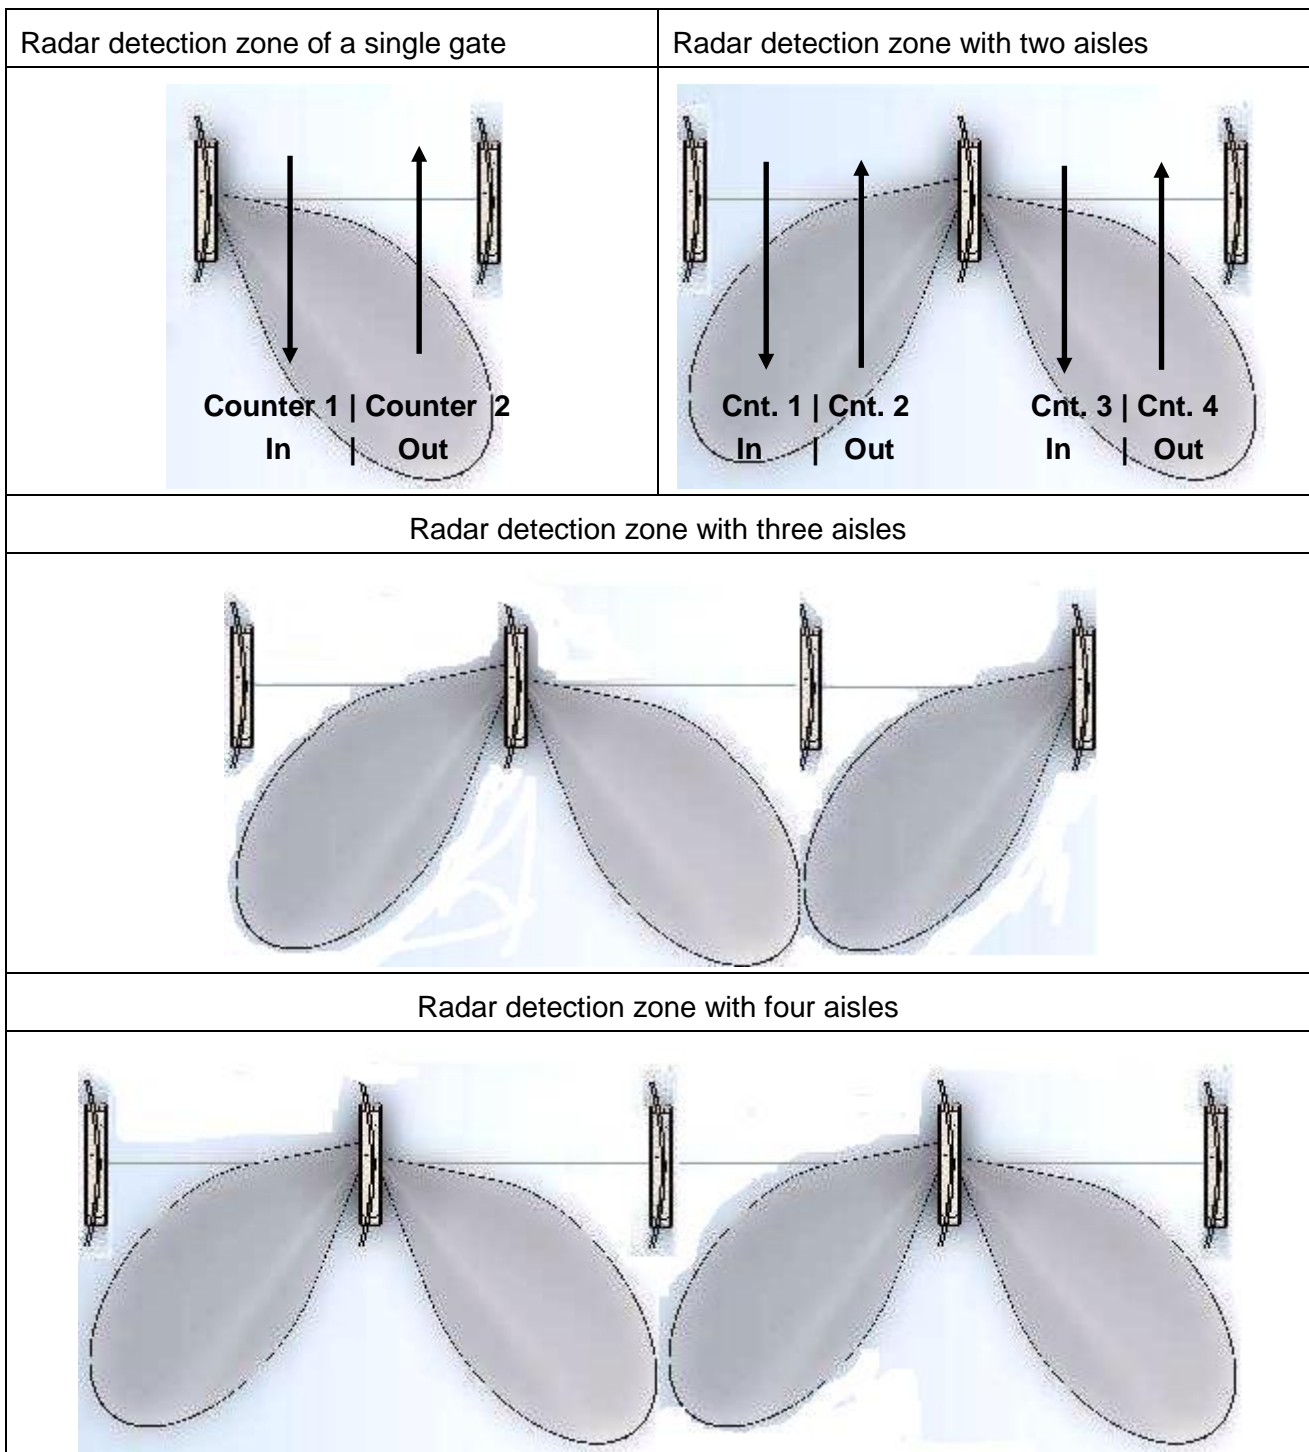 Radar detection zone of a single gate
Radar detection zone with two aisles
Counter 1 | Counter 2
In | Out
Cnt. 1 | Cnt. 2
In | Out
Cnt. 3 | Cnt. 4
In | Out
Radar detection zone with three aisles
Radar detection zone with four aisles